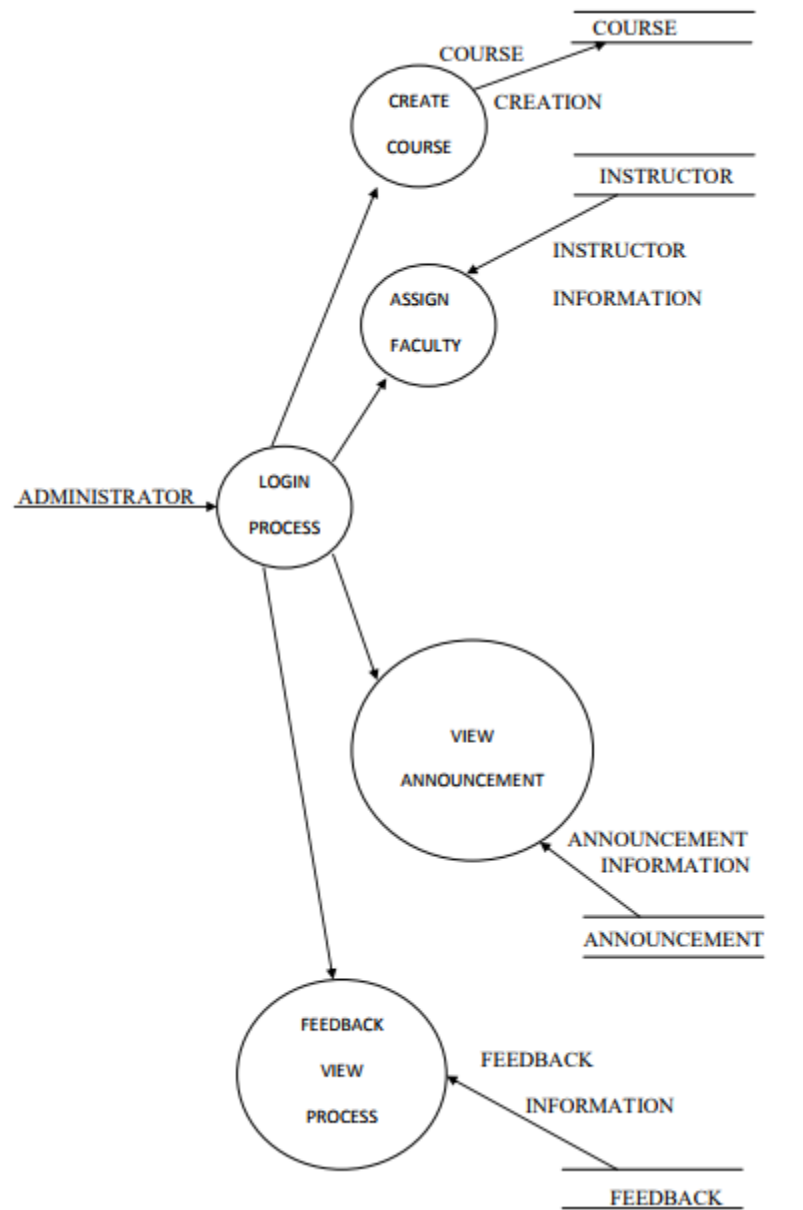 COURSE
COURSE
CREATE
CREATION
COURSE
INSTRUCTOR
INSTRUCTOR
ASSIGN
INFORMATION
FACULTY
LOGIN
ADMINISTRATOR
PROCESS
VIEW
ANNOUNCEMENT
ANNOUNCEMENT
INFORMATION
ANNOUNCEMENT
FEEDBACK
FEEDBACK
VIEW
INFORMATION
PROCESS
FEEDBACK